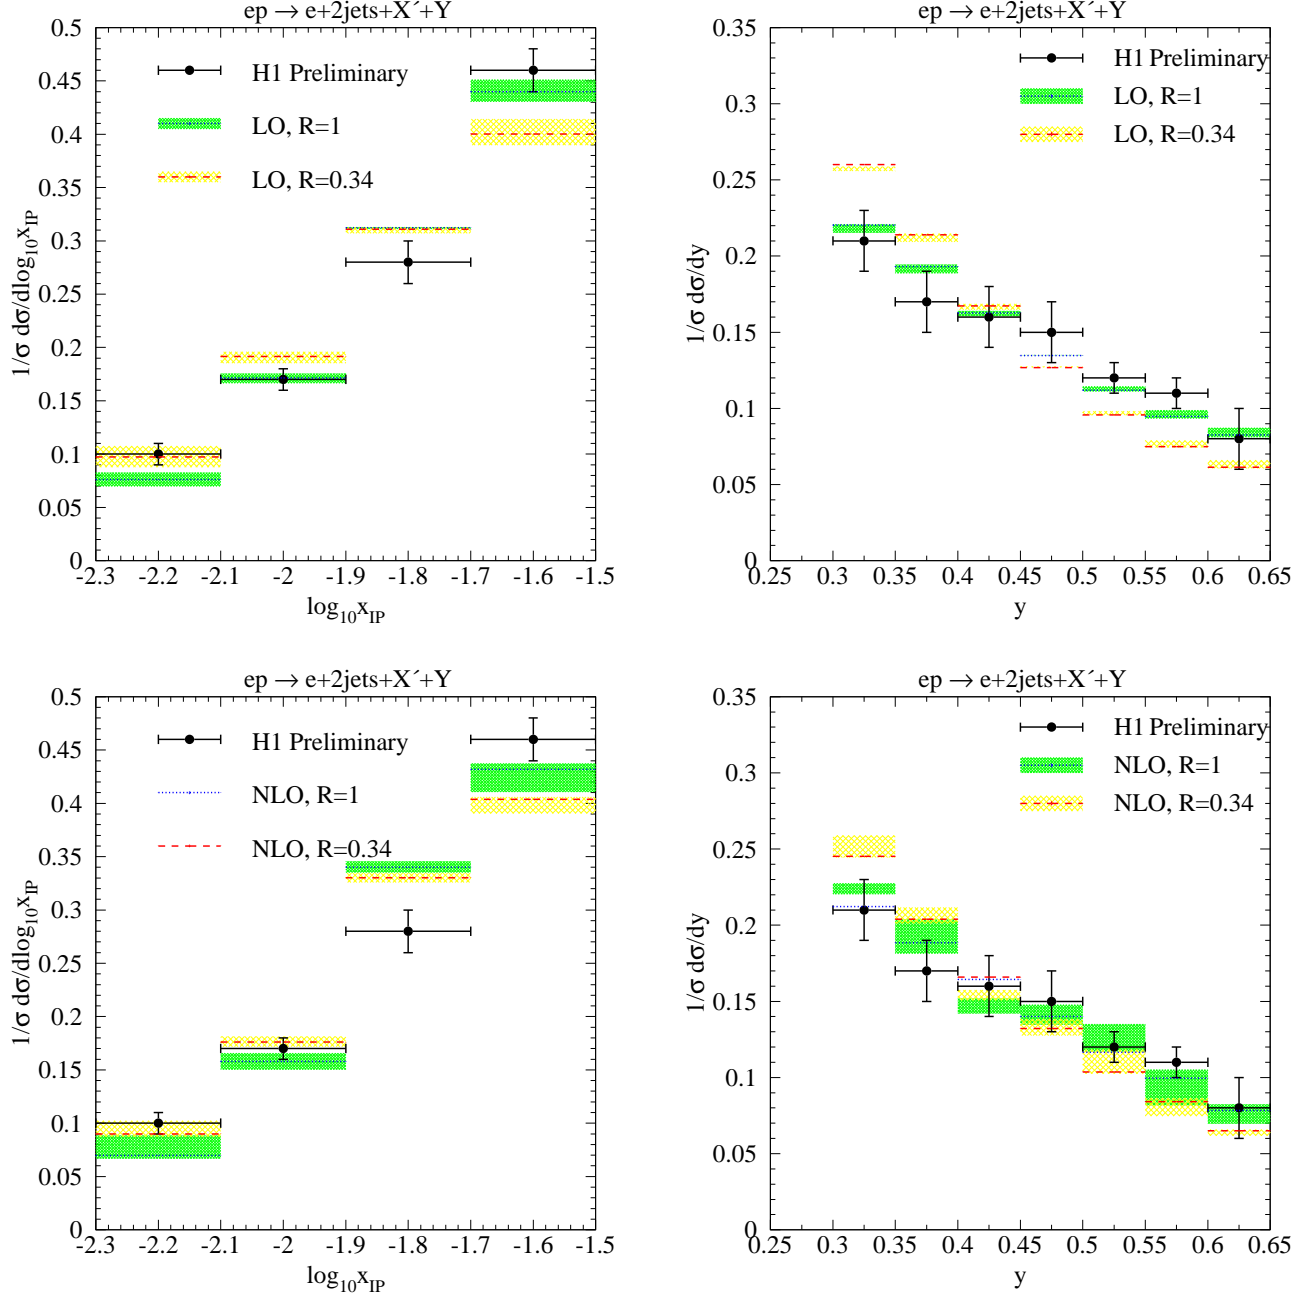 ep → e+2jets+X´+Y
0.5
0.45
0.4
0.35
0.3
0.25
0.2
0.15
0.1
0.05
0
1/σ dσ/dlog₁₀x_IP
H1 Preliminary
LO, R=1
LO, R=0.34
-2.3 -2.2 -2.1 -2 -1.9 -1.8 -1.7 -1.6 -1.5
log₁₀x_IP
ep → e+2jets+X´+Y
0.35
0.3
0.25
0.2
0.15
0.1
0.05
0
1/σ dσ/dy
H1 Preliminary
LO, R=1
LO, R=0.34
0.25 0.3 0.35 0.4 0.45 0.5 0.55 0.6 0.65
y
ep → e+2jets+X´+Y
0.5
0.45
0.4
0.35
0.3
0.25
0.2
0.15
0.1
0.05
0
1/σ dσ/dlog₁₀x_IP
H1 Preliminary
NLO, R=1
NLO, R=0.34
-2.3 -2.2 -2.1 -2 -1.9 -1.8 -1.7 -1.6 -1.5
log₁₀x_IP
ep → e+2jets+X´+Y
0.35
0.3
0.25
0.2
0.15
0.1
0.05
0
1/σ dσ/dy
H1 Preliminary
NLO, R=1
NLO, R=0.34
0.25 0.3 0.35 0.4 0.45 0.5 0.55 0.6 0.65
y